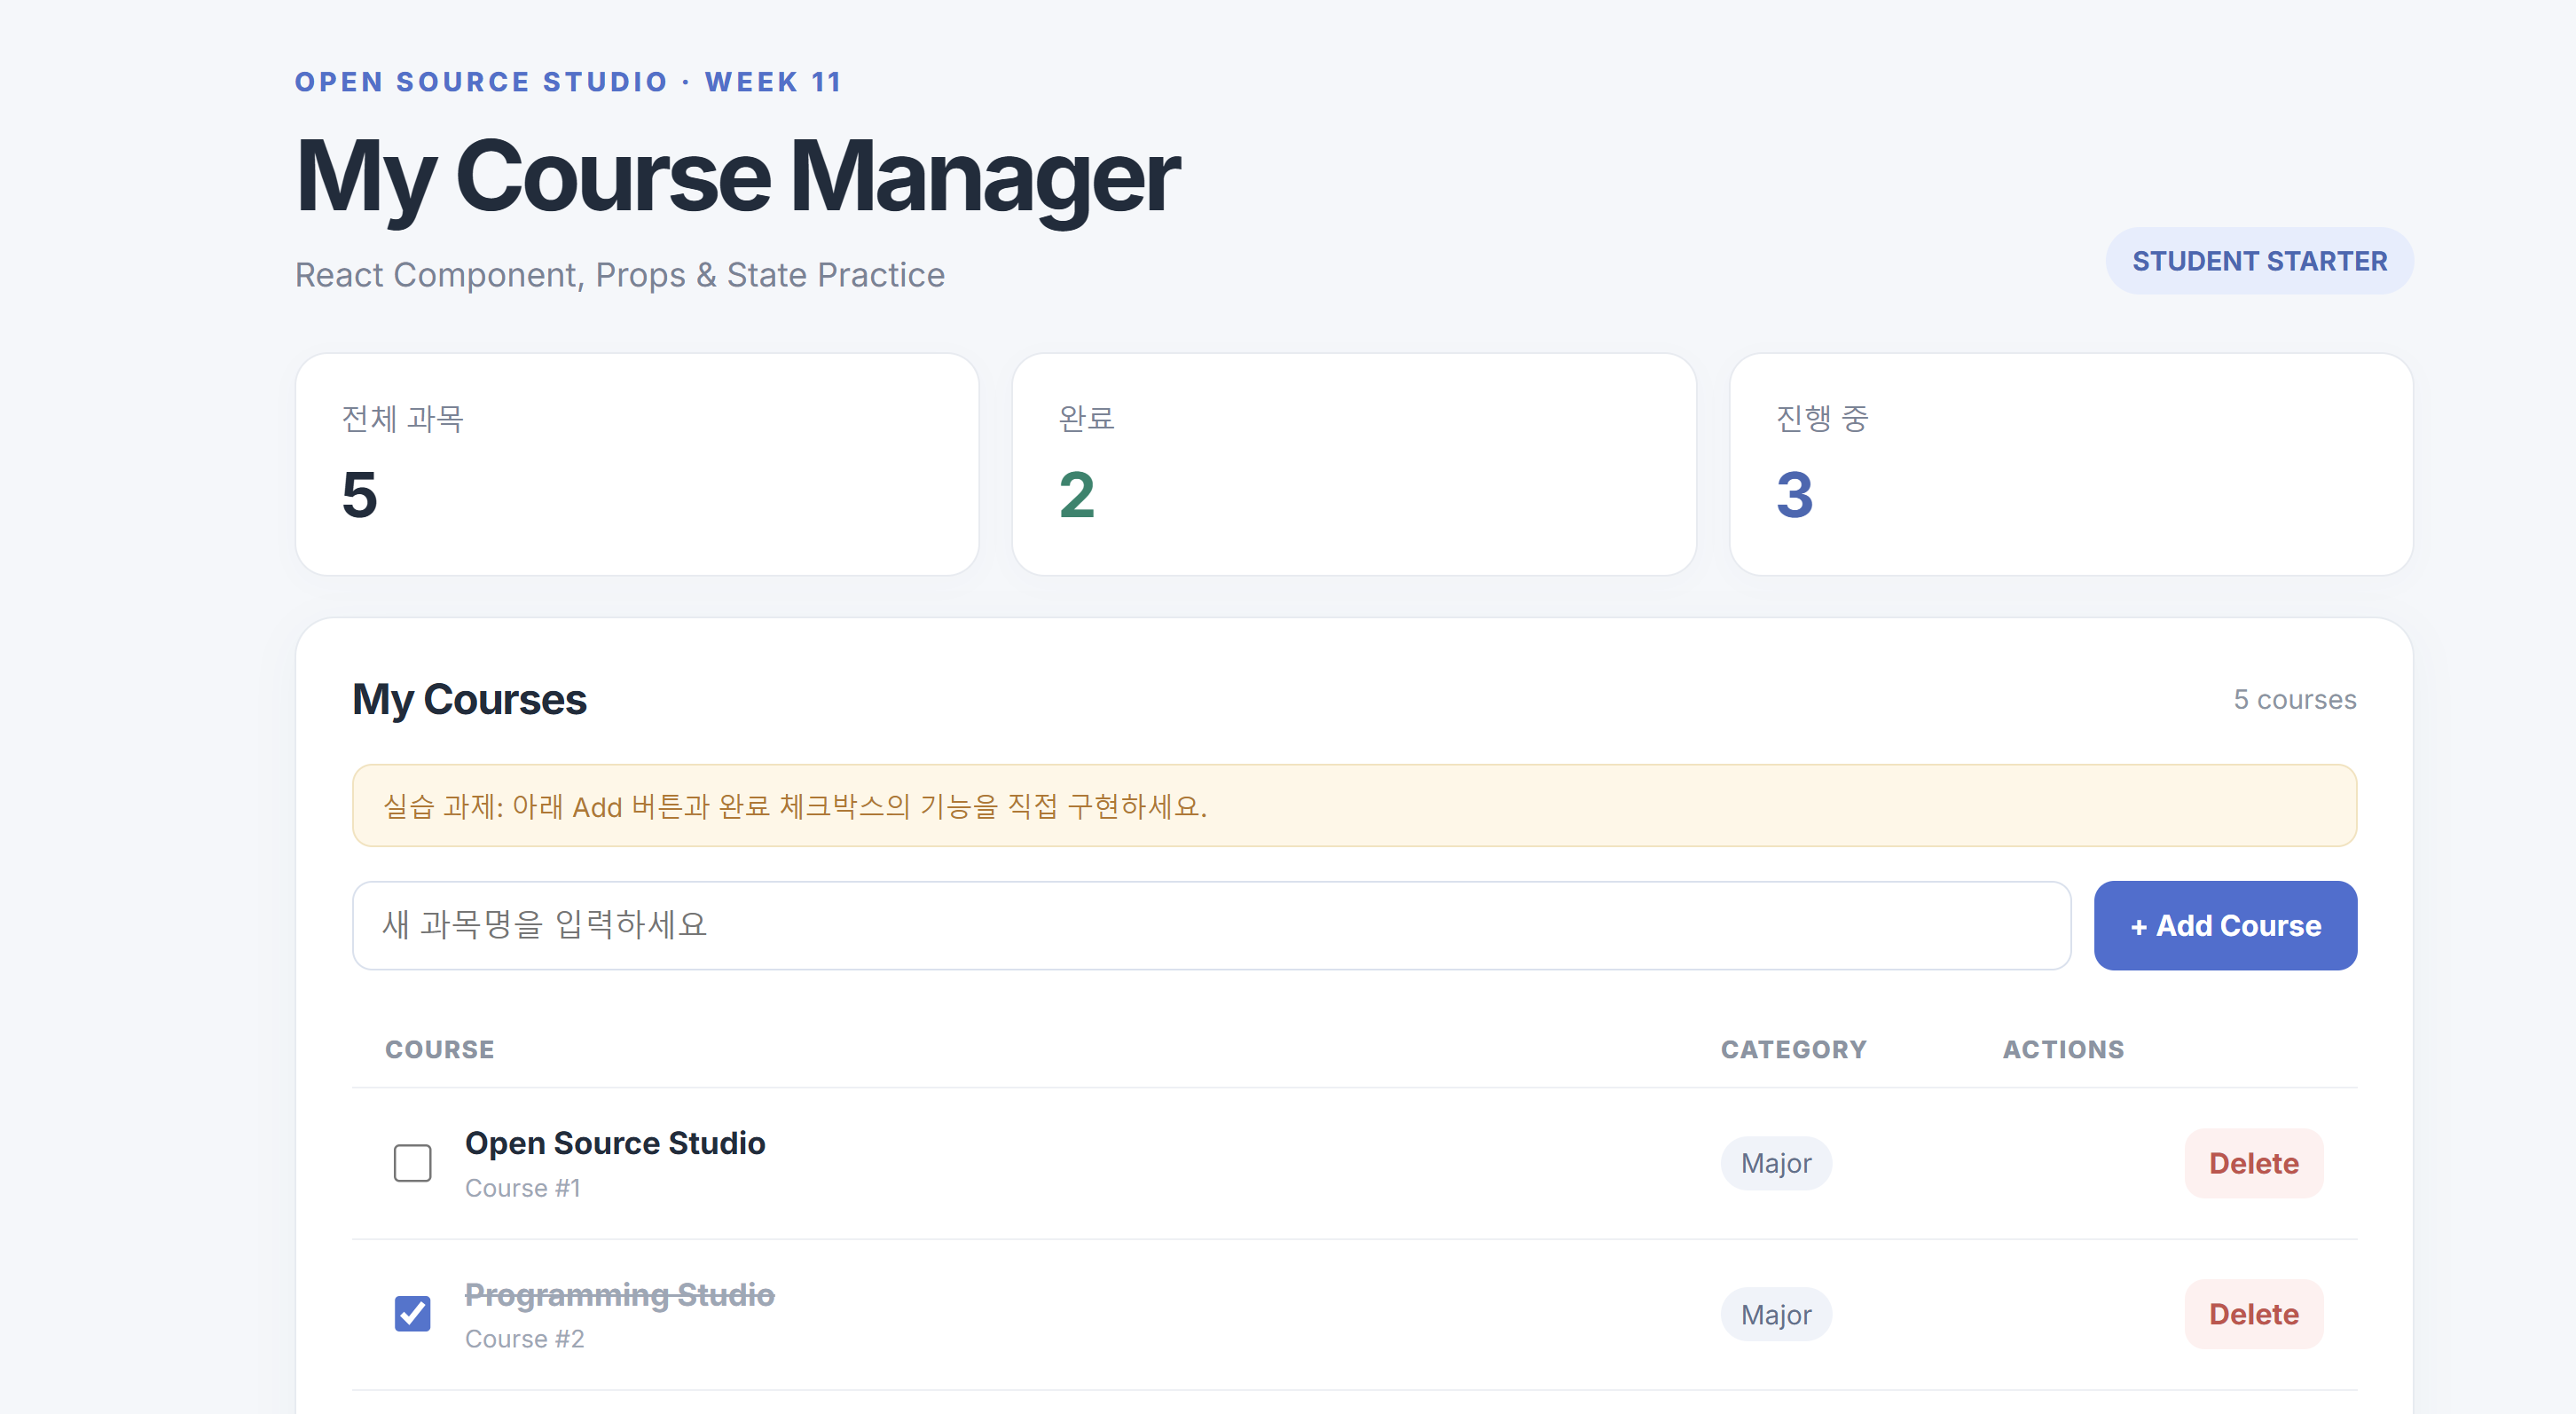 OPEN SOURCE STUDIO · WEEK 11
My Course Manager
React Component, Props & State Practice
STUDENT STARTER
전체 과목
5
완료
2
진행 중
3
My Courses
5 courses
실습 과제: 아래 Add 버튼과 완료 체크박스의 기능을 직접 구현하세요.
새 과목명을 입력하세요
+ Add Course
COURSE CATEGORY ACTIONS
Open Source Studio
Course #1
Major
Delete
Programming Studio
Course #2
Major
Delete